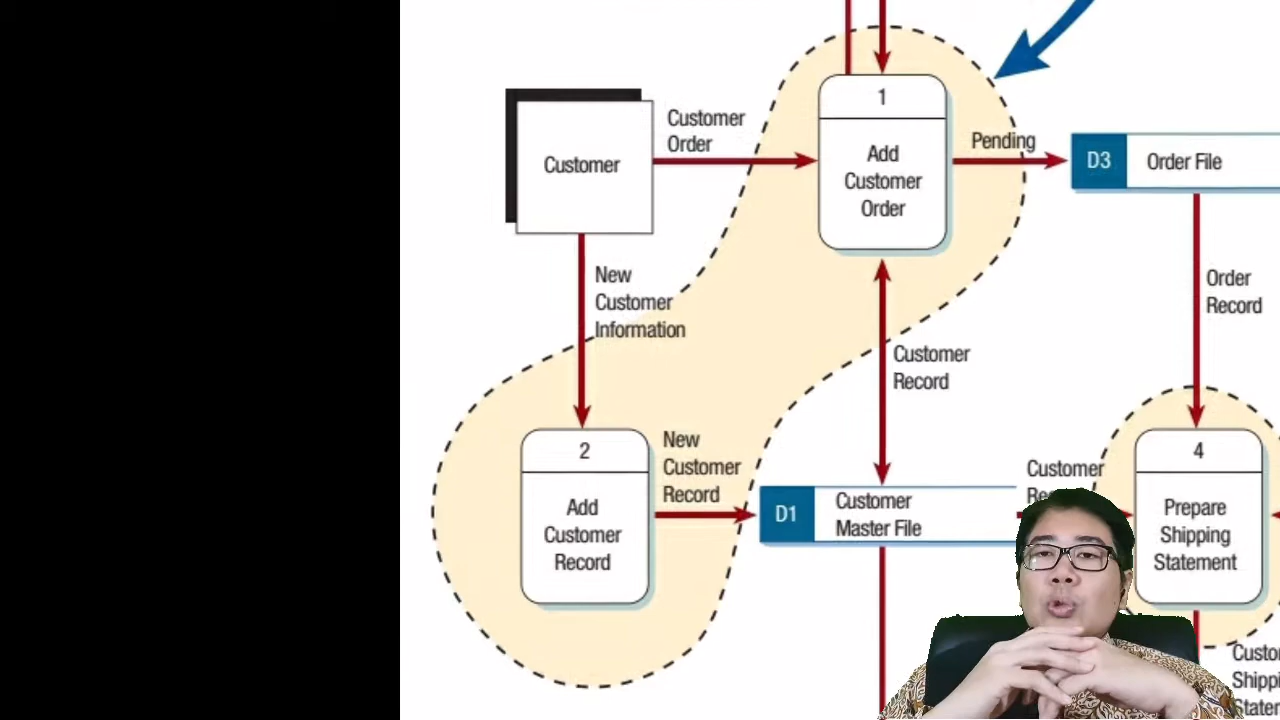 Customer
Customer
Order
1
Add
Customer
Order
Pending
D3
Order File
New
Customer
Information
Customer
Record
Order
Record
2
Add
Customer
Record
New
Customer
Record
D1
Customer
Master File
Customer
4
Prepare
Shipping
Statement